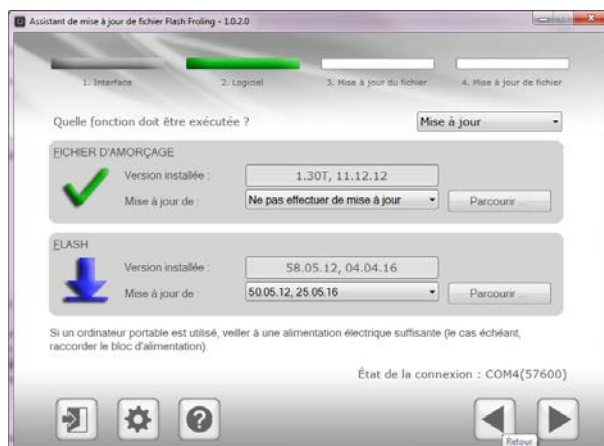 Assistant de mise à jour de fichier Flash Froling - 1.0.2.0
1. Interface
2. Logiciel
3. Mise à jour du fichier
4. Mise à jour de fichier
Quelle fonction doit être exécutée ?
Mise à jour
FICHIER D'AMORÇAGE
Version installée :
1.30T, 11.12.12
Mise à jour de :
Ne pas effectuer de mise à jour
Parcourir ...
FLASH
Version installée :
58.05.12, 04.04.16
Mise à jour de :
50.05.12, 25.05.16
Parcourir ...
Si un ordinateur portable est utilisé, veiller à une alimentation électrique suffisante (le cas échéant,
raccorder le bloc d'alimentation)
État de la connexion : COM4(57600)
?
Retour